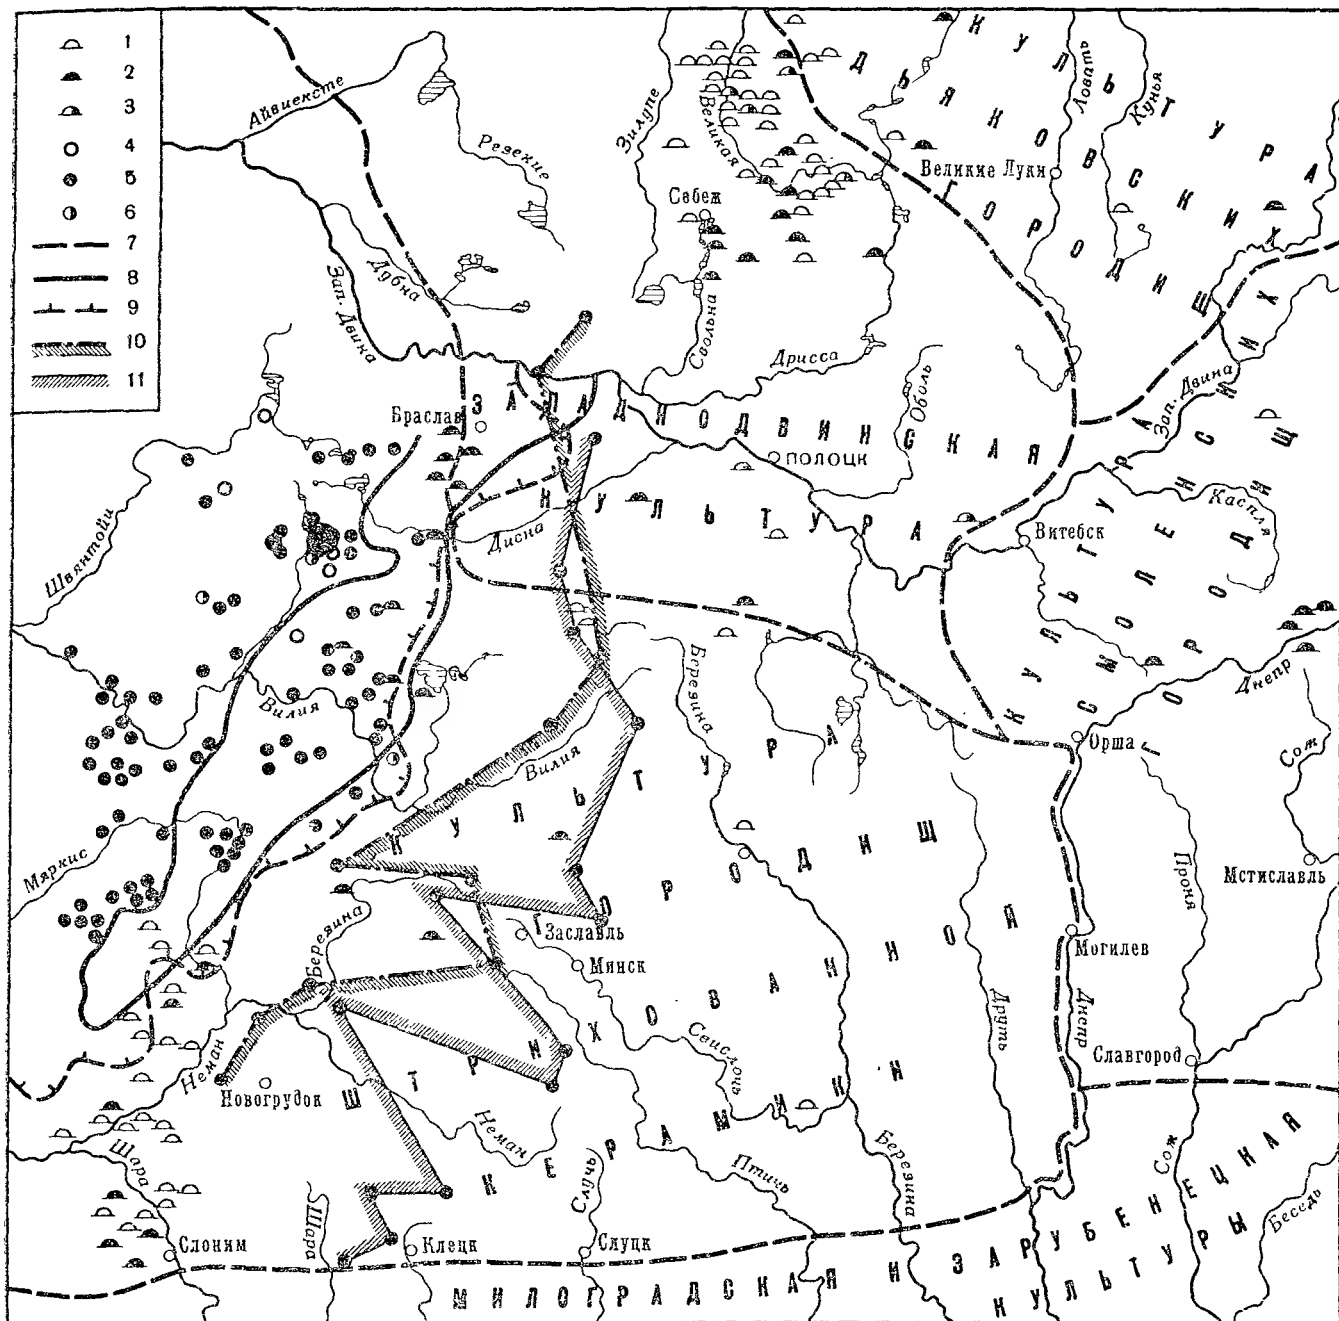 1
2
3
4
5
6
7
8
9
10
11
Айвиексте
Резекне
Зилупе
Великая
Себеж
Дубна
Зап. Двина
Свольна
Дрисса
Оболь
Ловать
Кунья
Великие Луки
ДЬЯКОВСКИХ
КУЛЬТУРА
ГОРОДИЩ
Зап. Двина
Браслав
ЗАПАДНОДВИНСКАЯ
КУЛЬТУРА
ПОЛОЦК
Дисна
Швянтойи
Витебск
Каспля
КУЛЬТУРА
СМОЛЕНСКИХ
ГОРОДИЩ
Днепр
Орша
Сож
Вилия
Вилия
Березина
Мяркис
КУЛЬТУРА
ГОРОДИЩ
Мстиславль
Проня
Заславль
Минск
Березина
Могилев
ШТРИХОВАННОЙ
КЕРАМИКИ
Свислочь
Друть
Днепр
Славгород
Неман
Новогрудок
Неман
Птичь
Березина
Сож
Беседь
Щара
Щара
Случь
Слоним
Клецк
Слуцк
МИЛОГРАДСКАЯ И ЗАРУБЕНЕЦКАЯ
КУЛЬТУРЫ